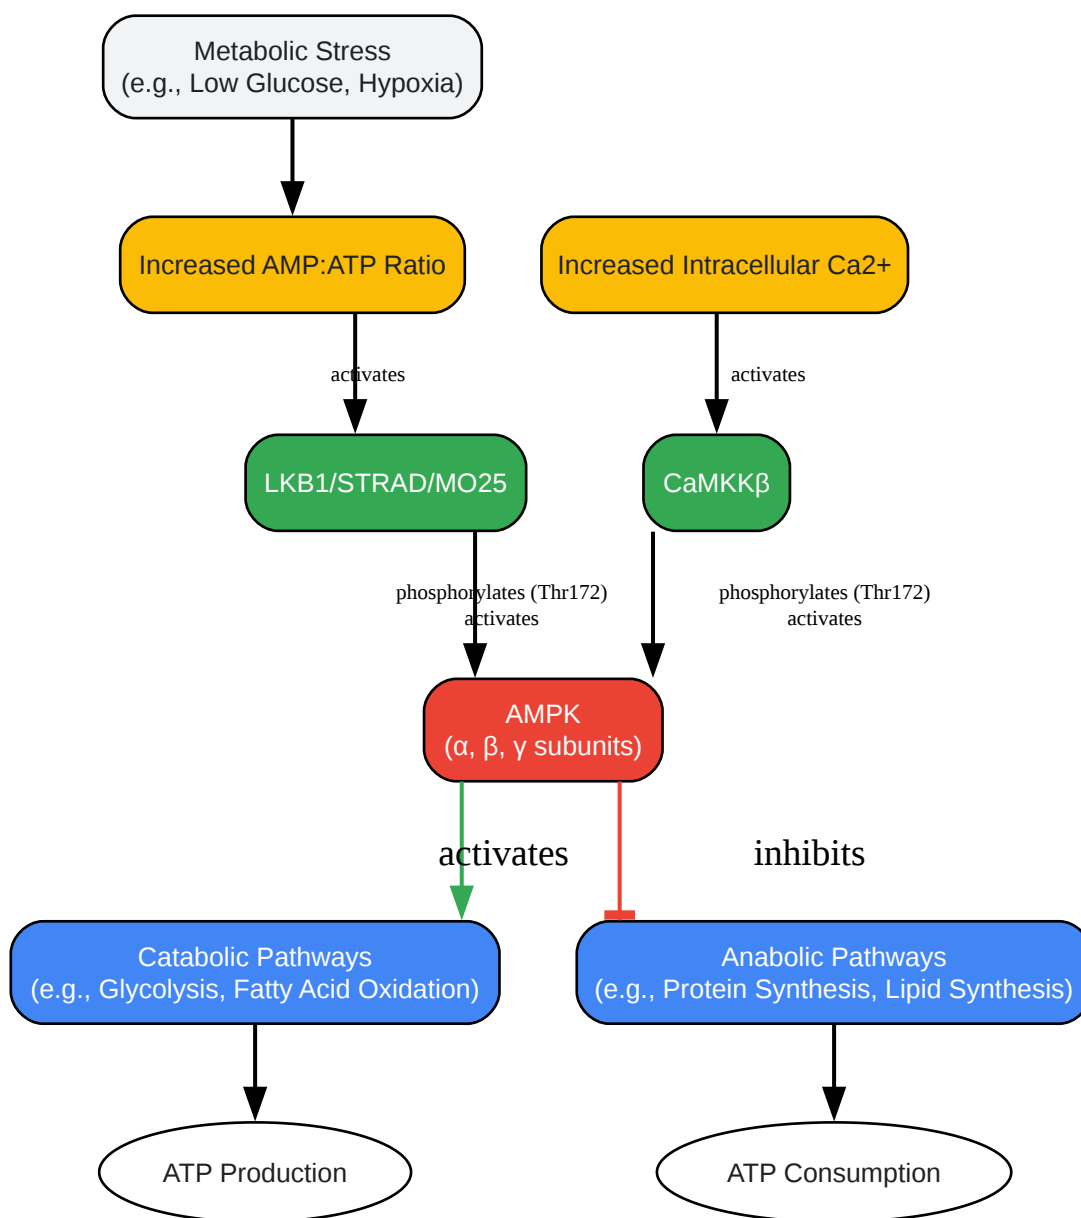 Metabolic Stress
(e.g., Low Glucose, Hypoxia)
Increased AMP:ATP Ratio
Increased Intracellular Ca2+
activates
activates
LKB1/STRAD/MO25
CaMKKβ
phosphorylates (Thr172)
activates
phosphorylates (Thr172)
activates
AMPK
(α, β, γ subunits)
activates
inhibits
Catabolic Pathways
(e.g., Glycolysis, Fatty Acid Oxidation)
Anabolic Pathways
(e.g., Protein Synthesis, Lipid Synthesis)
ATP Production
ATP Consumption